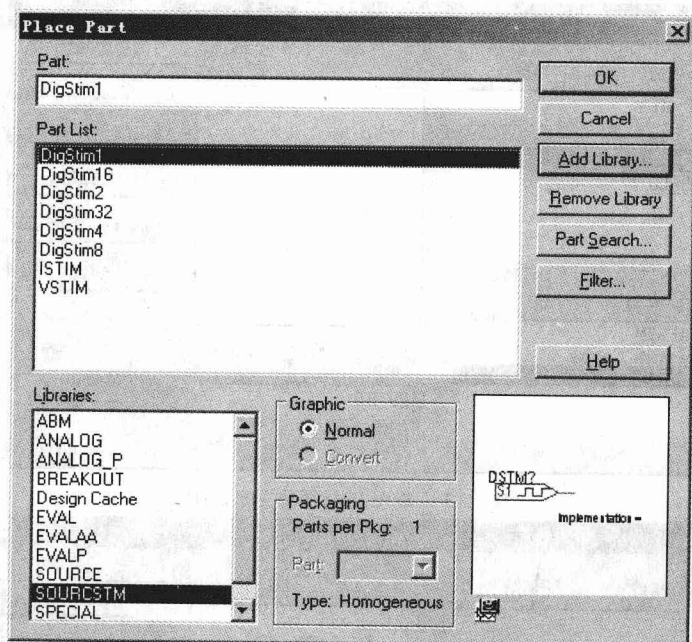 Place Part
Part:
DigStim1
OK
Cancel
Part List:
DigStim1
DigStim16
DigStim2
DigStim32
DigStim4
DigStim8
ISTIM
VSTIM
Add Library...
Remove Library
Part Search...
Filter...
Help
Libraries:
ABM
ANALOG
ANALOG_P
BREAKOUT
Design Cache
EVAL
EVALAA
EVALP
SOURCE
SOURCSTM
SPECIAL
Graphic
Normal
Convert
Packaging
Parts per Pkg: 1
Part:
Type: Homogeneous
DSTM?
S1
Implementation =